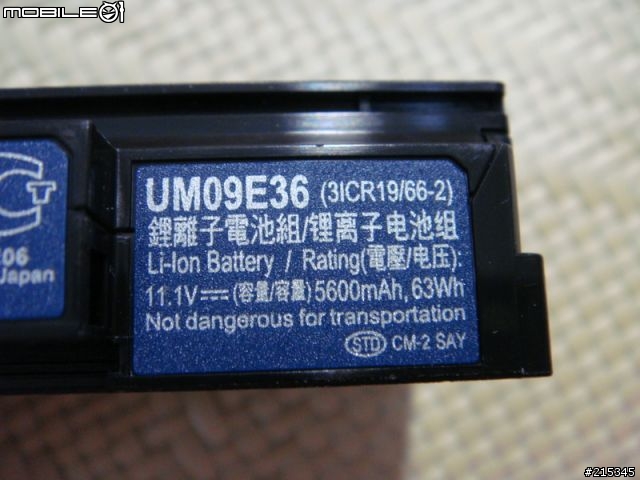 MOBILE01
UM09E36 (3ICR19/66-2)
鋰離子電池組/锂离子电池组
Li-Ion Battery / Rating(電壓/电压):
11.1V⎓(容量/容量)5600mAh, 63Wh
Not dangerous for transportation
STD CM-2 SAY
CT
E06
Japan
#215345